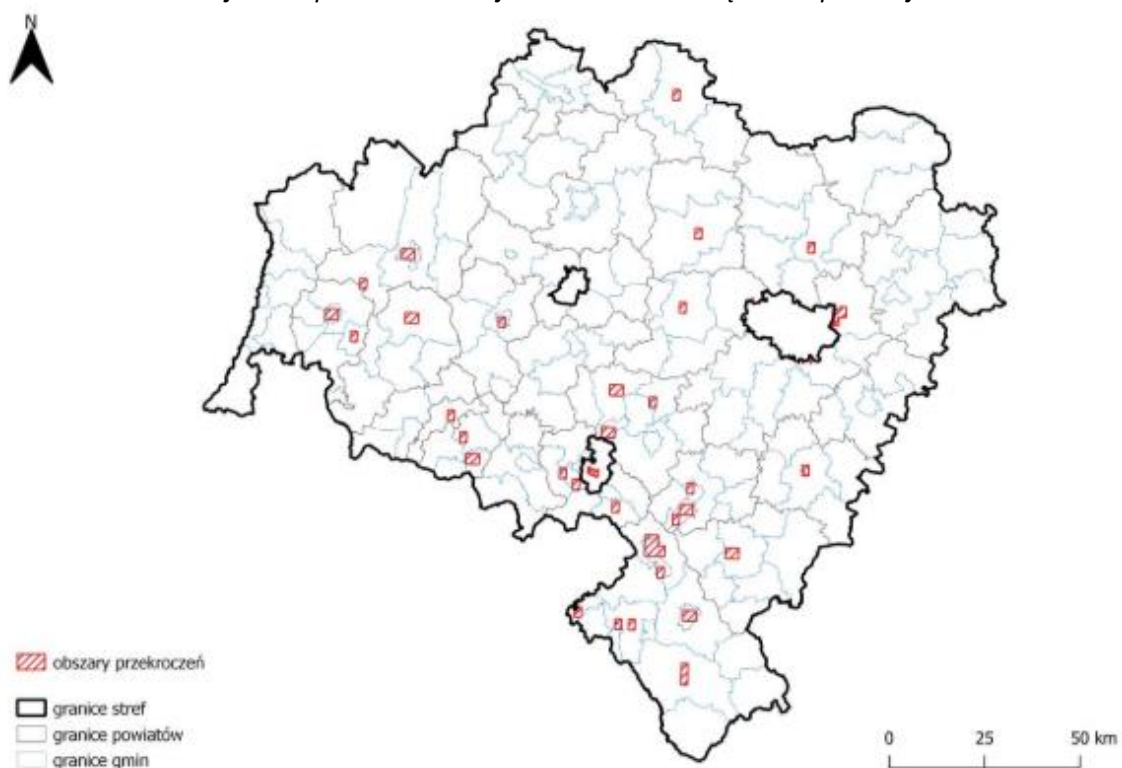 N
obszary przekroczeń
granice stref
granice powiatów
granice gmin
0 25 50 km